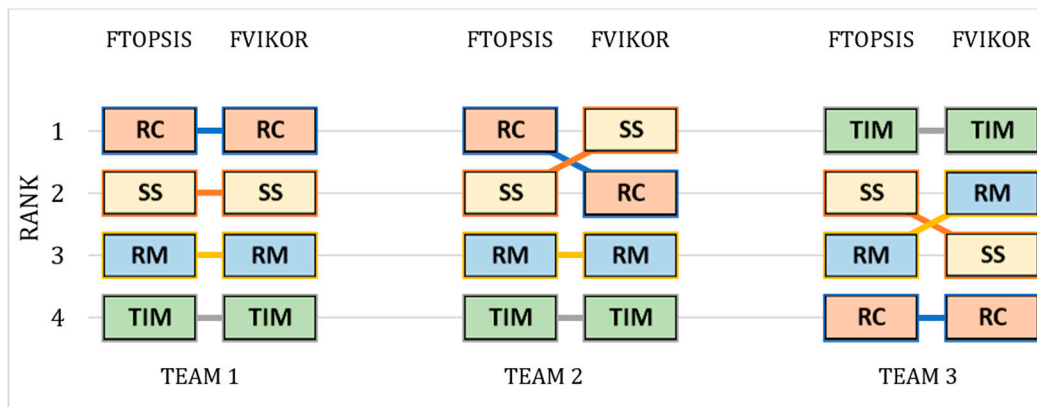 FTOPSIS FVIKOR FTOPSIS FVIKOR FTOPSIS FVIKOR
1 RC RC RC SS TIM TIM
2 SS SS SS RC SS RM
3 RM RM RM RM RM SS
4 TIM TIM TIM TIM RC RC
RANK
TEAM 1 TEAM 2 TEAM 3